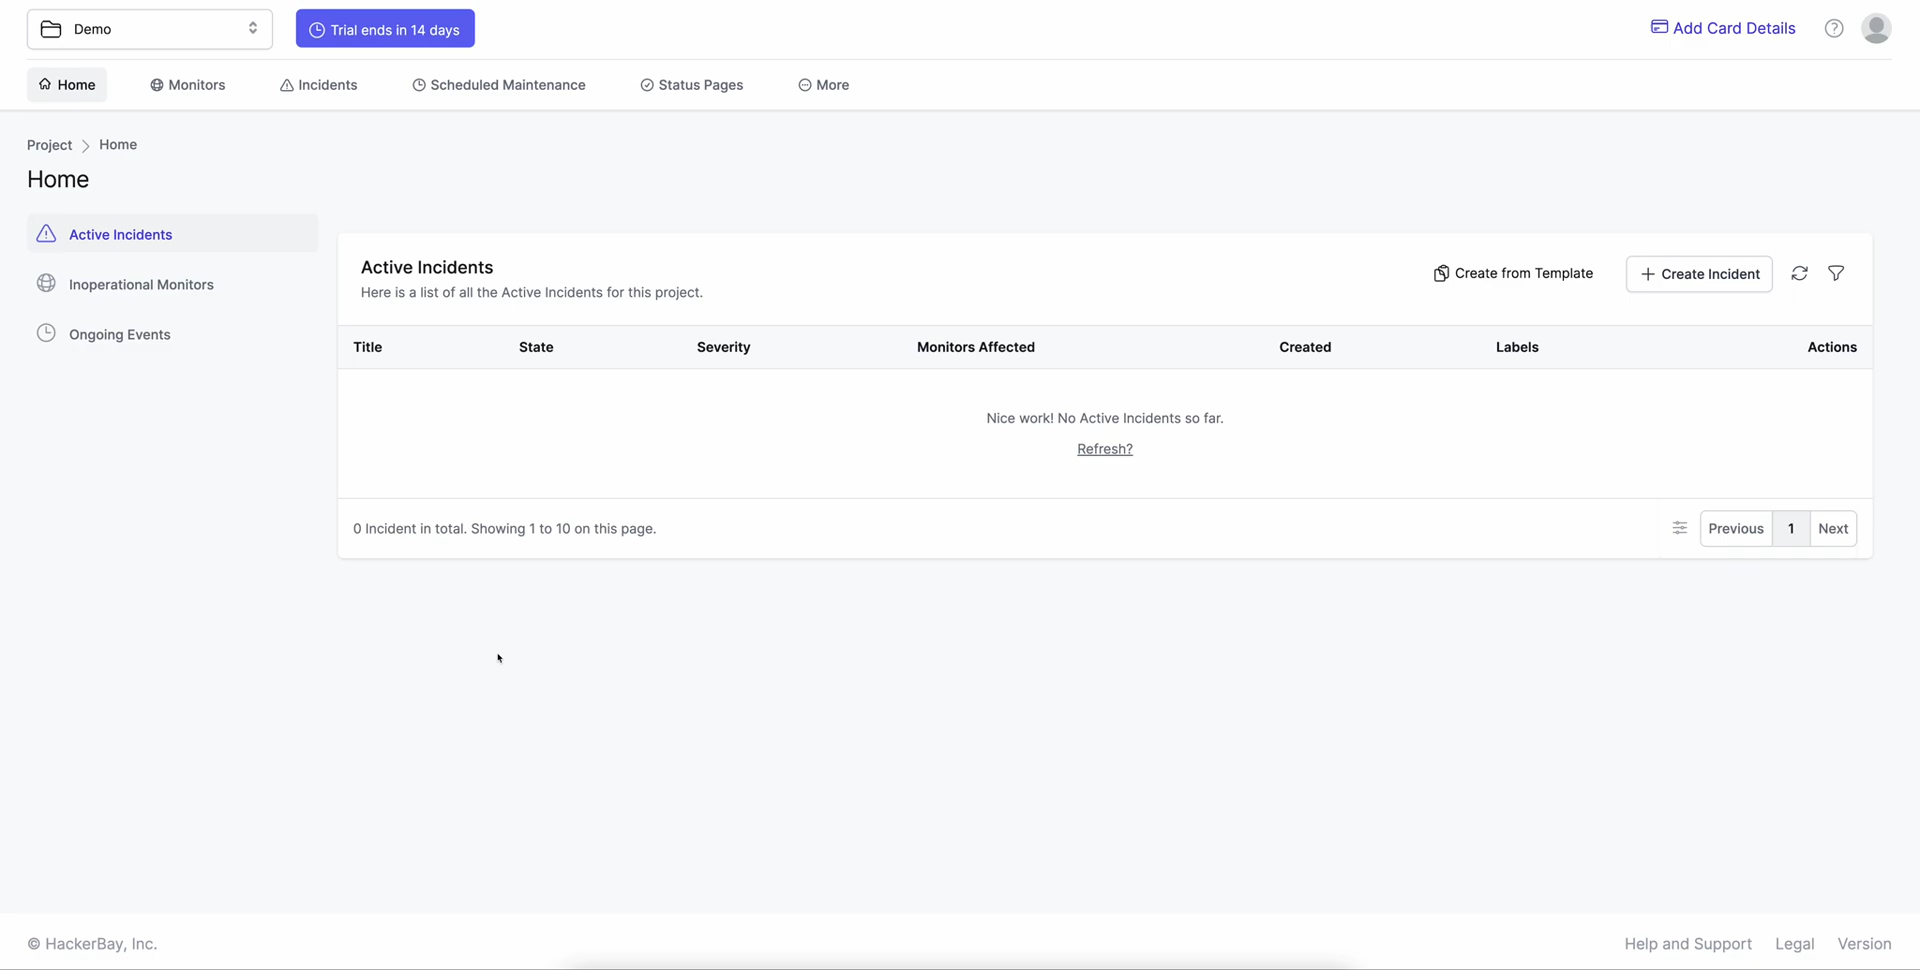 Demo
Trial ends in 14 days
Add Card Details
Home
Monitors
Incidents
Scheduled Maintenance
Status Pages
More
Project
Home
Home
Active Incidents
Inoperational Monitors
Ongoing Events
Active Incidents
Here is a list of all the Active Incidents for this project.
Create from Template
Create Incident
Title
State
Severity
Monitors Affected
Created
Labels
Actions
Nice work! No Active Incidents so far.
Refresh?
0 Incident in total. Showing 1 to 10 on this page.
Previous
1
Next
© HackerBay, Inc.
Help and Support
Legal
Version